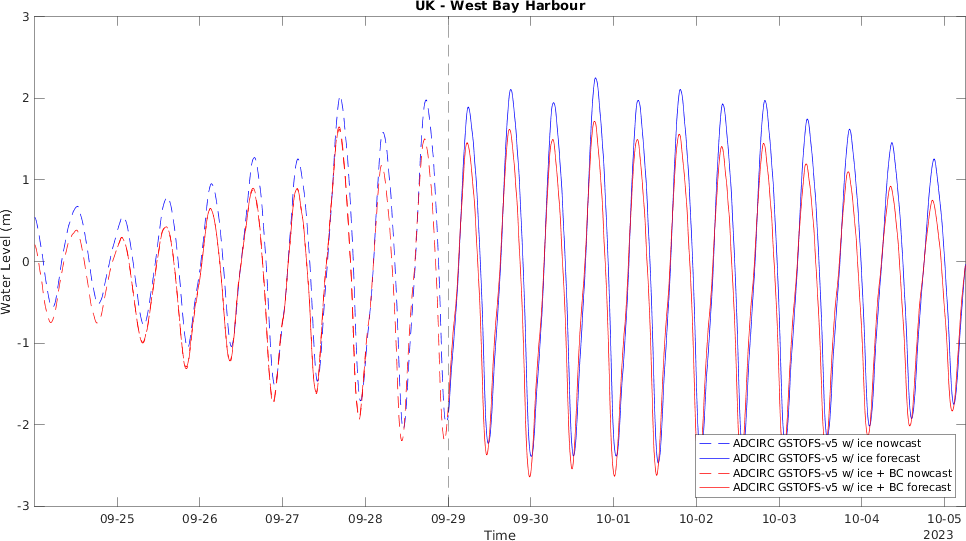 UK - West Bay Harbour
3
2
1
0
-1
-2
-3
Water Level (m)
ADCIRC GSTOFS-v5 w/ ice nowcast
ADCIRC GSTOFS-v5 w/ ice forecast
ADCIRC GSTOFS-v5 w/ ice + BC nowcast
ADCIRC GSTOFS-v5 w/ ice + BC forecast
09-25 09-26 09-27 09-28 09-29 09-30 10-01 10-02 10-03 10-04 10-05
Time
2023